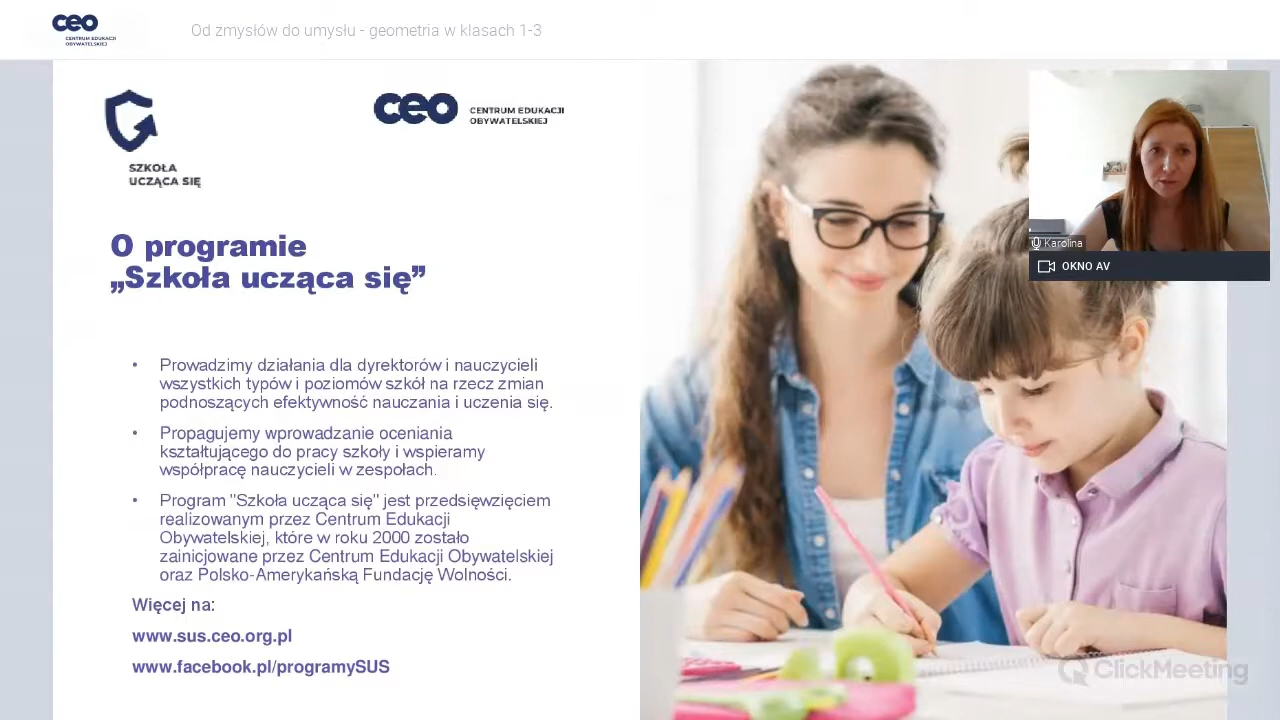 ceo
CENTRUM EDUKACJI
OBYWATELSKIEJ
Od zmysłów do umysłu - geometria w klasach 1-3
SZKOŁA
UCZĄCA SIĘ
ceo
CENTRUM EDUKACJI
OBYWATELSKIEJ
O programie
„Szkoła ucząca się”
• Prowadzimy działania dla dyrektorów i nauczycieli
wszystkich typów i poziomów szkół na rzecz zmian
podnoszących efektywność nauczania i uczenia się.
• Propagujemy wprowadzanie oceniania
kształtującego do pracy szkoły i wspieramy
współpracę nauczycieli w zespołach.
• Program "Szkoła ucząca się" jest przedsięwzięciem
realizowanym przez Centrum Edukacji
Obywatelskiej, które w roku 2000 zostało
zainicjowane przez Centrum Edukacji Obywatelskiej
oraz Polsko-Amerykańską Fundację Wolności.
Więcej na:
www.sus.ceo.org.pl
www.facebook.pl/programySUS
Karolina
OKNO AV
ClickMeeting